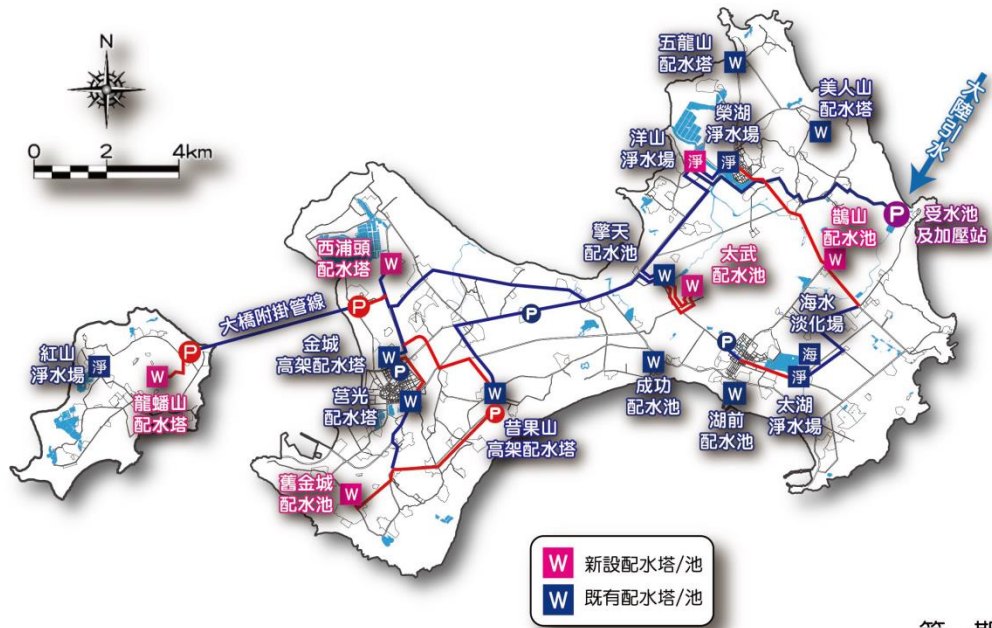 N
0 2 4km
五龍山
配水塔
W
美人山
配水塔
W
大陸引水
榮湖
淨水場
淨
洋山
淨水場
淨
P
受水池
及加壓站
鵲山
配水池
W
擎天
配水池
W
太武
配水池
W
西浦頭
配水塔
W
大橋附掛管線
P
P
P
紅山
淨水場
淨
龍蟠山
配水塔
W
金城
高架配水塔
W
P
莒光
配水塔
W
W
P
昔果山
高架配水塔
舊金城
配水池
W
W
成功
配水池
P
W
湖前
配水池
海水
淡化場
海
淨
太湖
淨水場
W 新設配水塔/池
W 既有配水塔/池